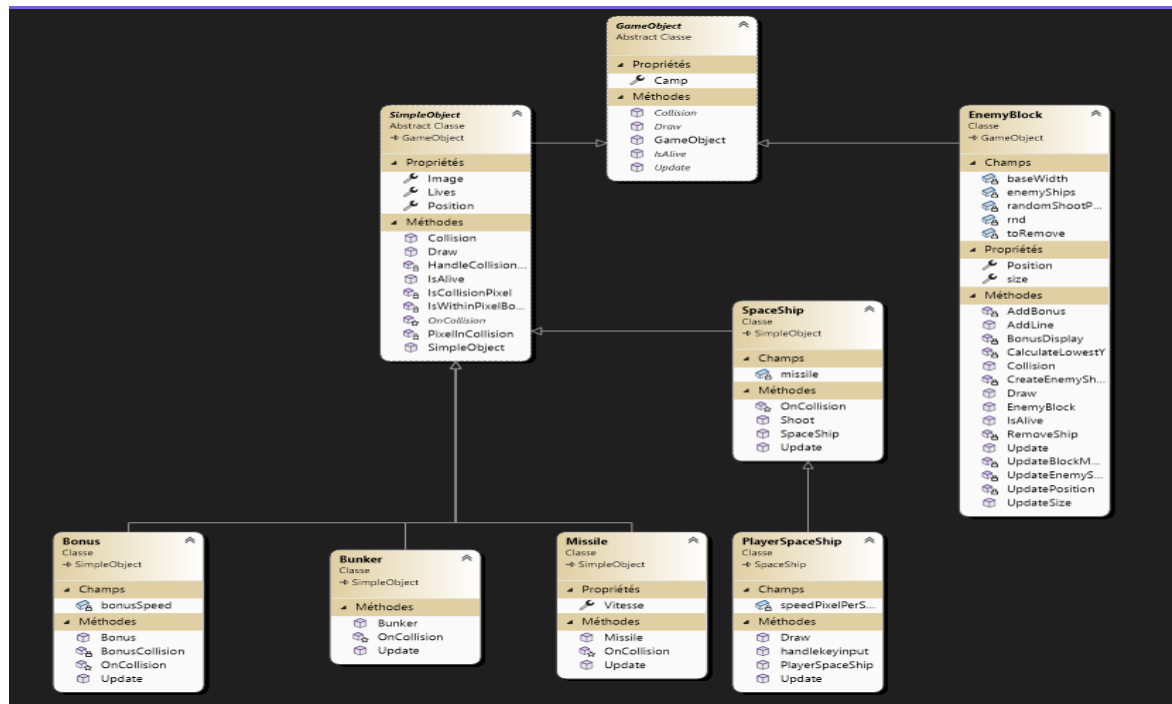 GameObject
Abstract Classe
Propriétés
Camp
Méthodes
Collision
Draw
GameObject
IsAlive
Update
SimpleObject
Abstract Classe
GameObject
Propriétés
Image
Lives
Position
Méthodes
Collision
Draw
HandleCollision...
IsAlive
IsCollisionPixel
IsWithinPixelBo...
OnCollision
PixelInCollision
SimpleObject
EnemyBlock
Classe
GameObject
Champs
baseWidth
enemyShips
randomShootP...
rnd
toRemove
Propriétés
Position
size
Méthodes
AddBonus
AddLine
BonusDisplay
CalculateLowestY
Collision
CreateEnemySh...
Draw
EnemyBlock
IsAlive
RemoveShip
Update
UpdateBlockM...
UpdateEnemyS...
UpdatePosition
UpdateSize
SpaceShip
Classe
SimpleObject
Champs
missile
Méthodes
OnCollision
Shoot
SpaceShip
Update
Bonus
Classe
SimpleObject
Champs
bonusSpeed
Méthodes
Bonus
BonusCollision
OnCollision
Update
Bunker
Classe
SimpleObject
Méthodes
Bunker
OnCollision
Update
Missile
Classe
SimpleObject
Propriétés
Vitesse
Méthodes
Missile
OnCollision
Update
PlayerSpaceShip
Classe
SpaceShip
Champs
speedPixelPerS...
Méthodes
Draw
handlekeyinput
PlayerSpaceShip
Update